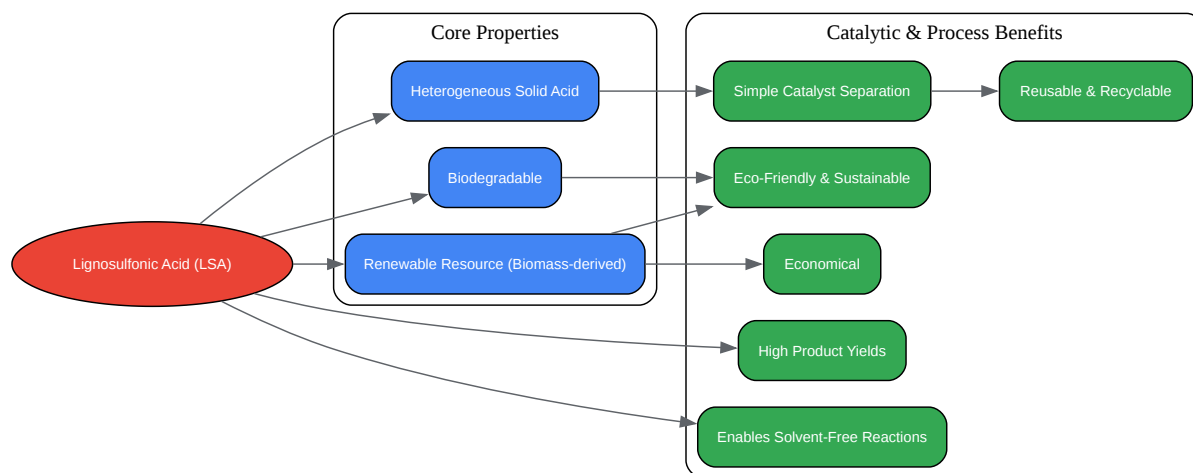 Core Properties
Catalytic & Process Benefits
Heterogeneous Solid Acid
Simple Catalyst Separation
Reusable & Recyclable
Biodegradable
Eco-Friendly & Sustainable
Lignosulfonic Acid (LSA)
Renewable Resource (Biomass-derived)
Economical
High Product Yields
Enables Solvent-Free Reactions